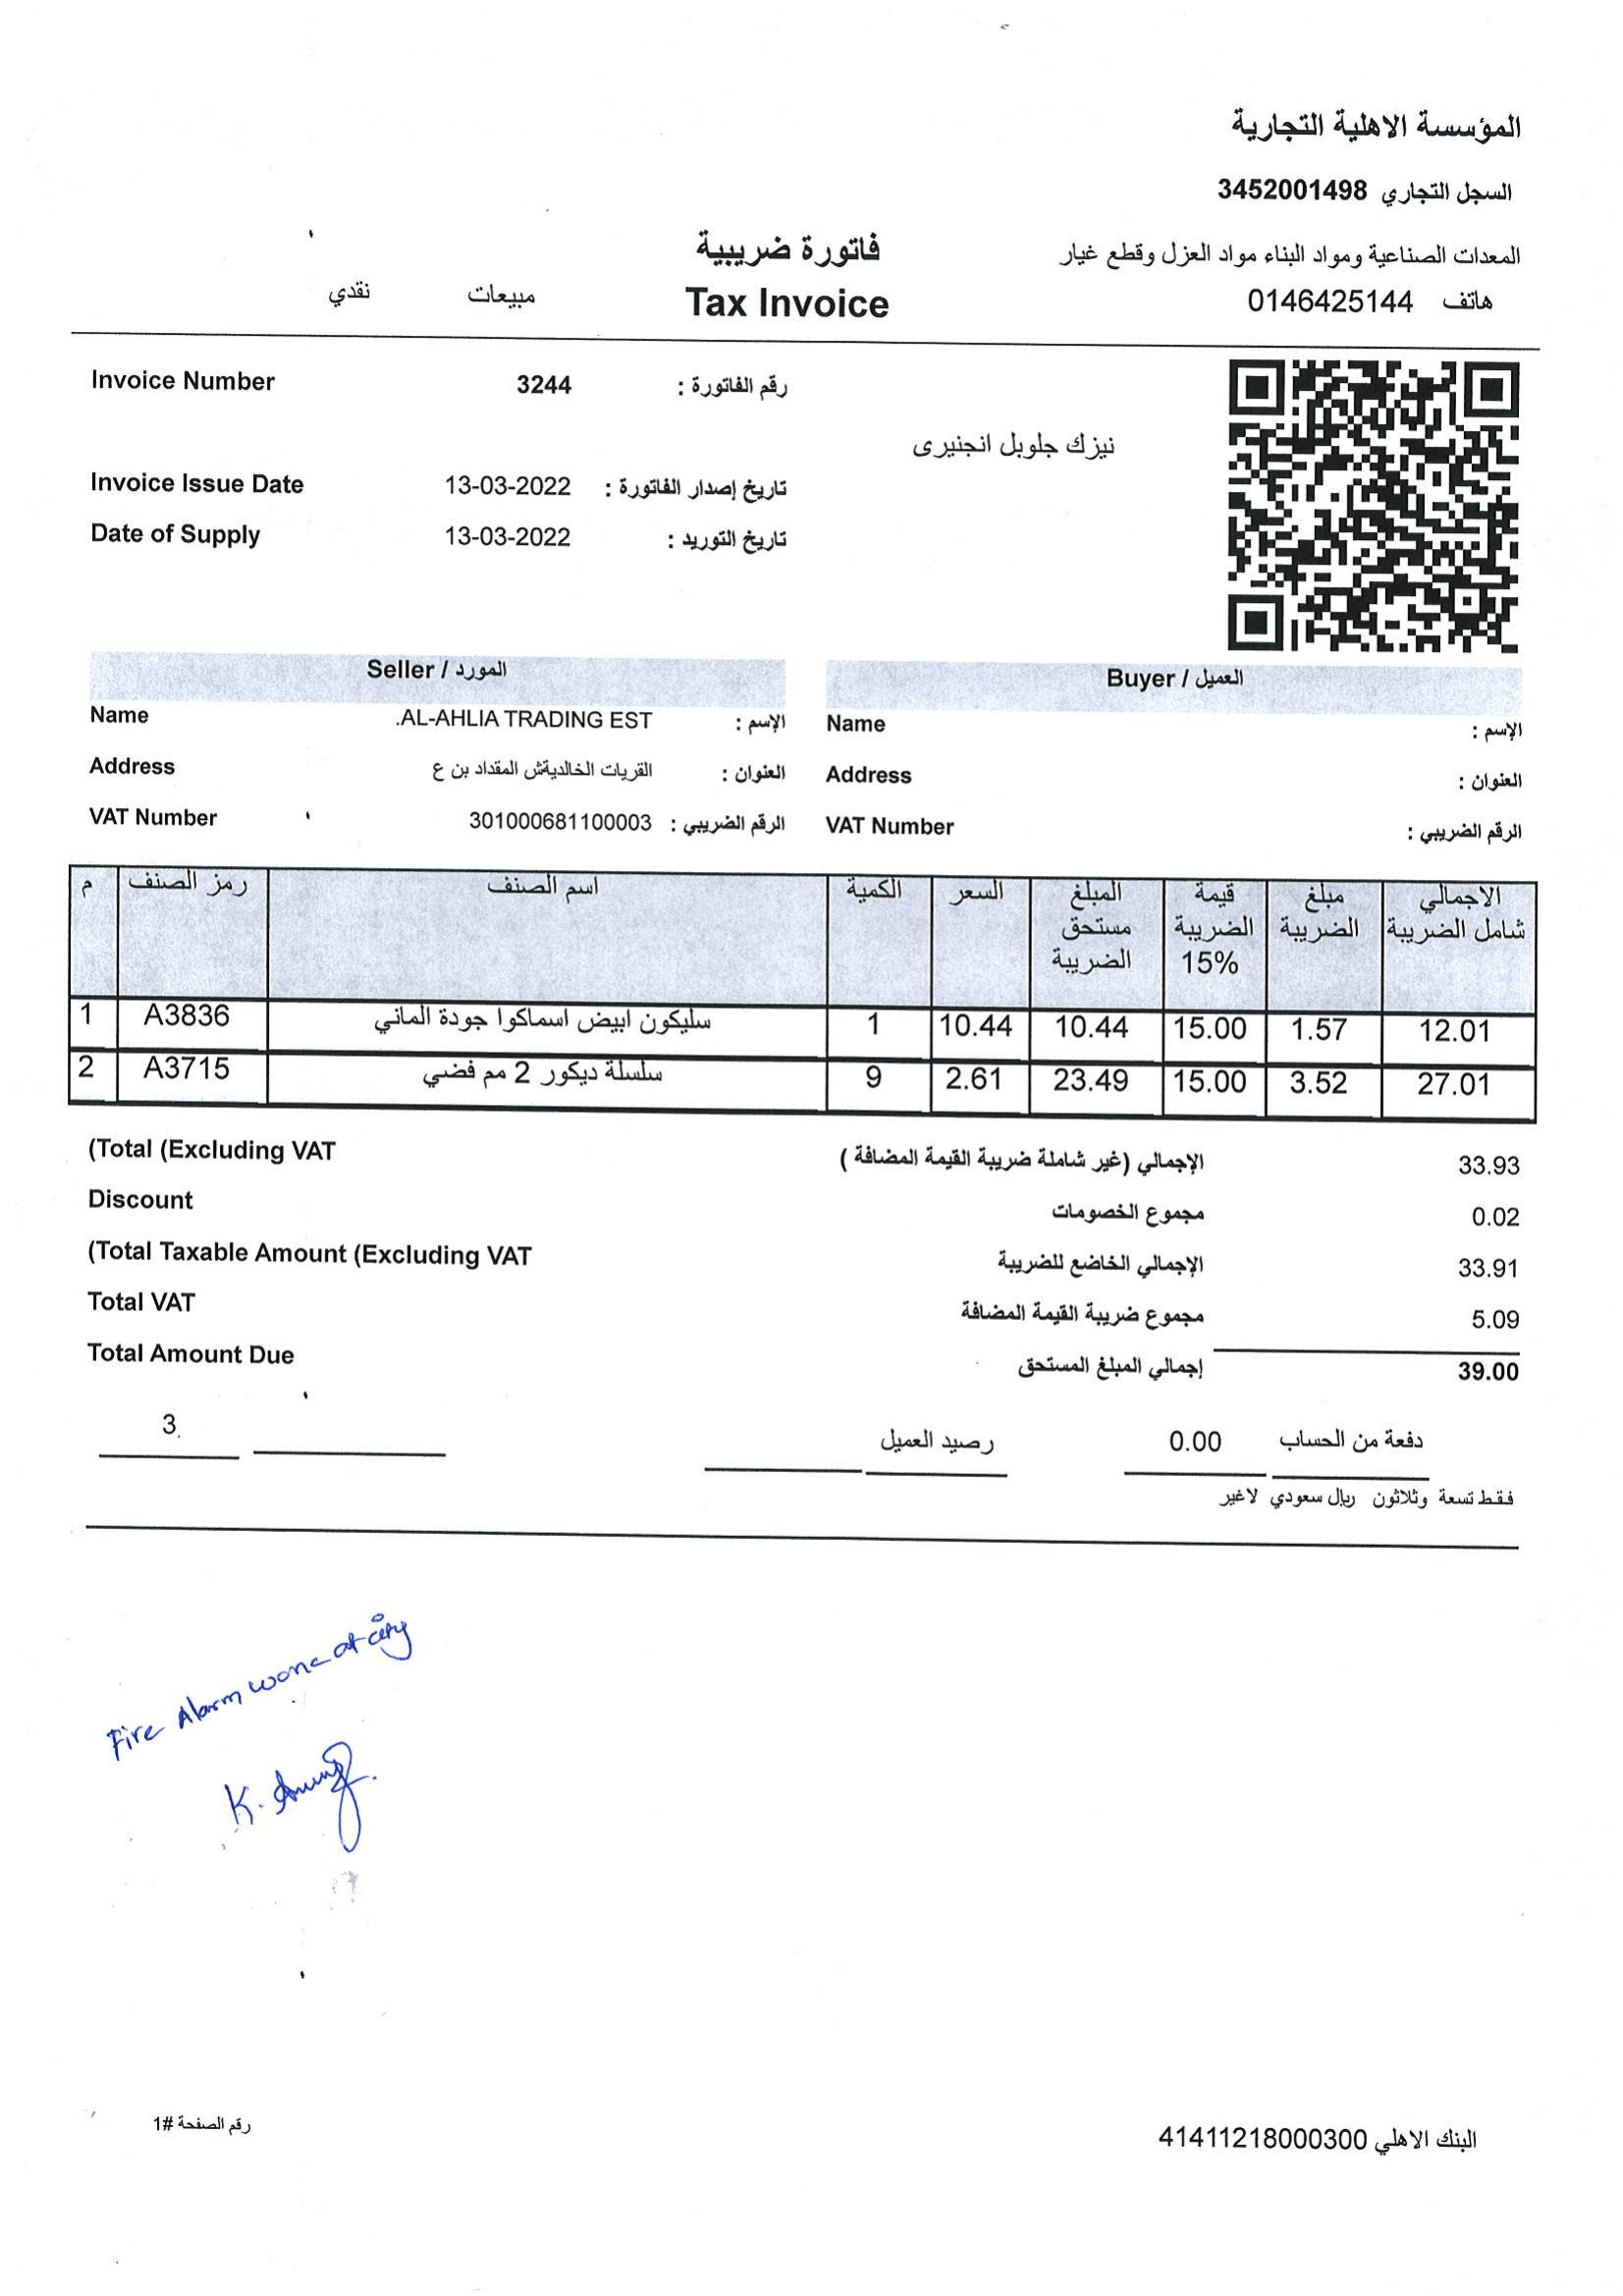 المؤسسة الاهلية التجارية
السجل التجاري 3452001498
المعدات الصناعية ومواد البناء مواد العزل وقطع غيار
هاتف 0146425144
فاتورة ضريبية
Tax Invoice
مبيعات نقدي
Invoice Number 3244 رقم الفاتورة :
نيزك جلوبل انجنيرى
Invoice Issue Date 13-03-2022 تاريخ إصدار الفاتورة :
Date of Supply 13-03-2022 تاريخ التوريد :
Seller / المورد
Name .AL-AHLIA TRADING EST الإسم :
Address القريات الخالديةش المقداد بن ع العنوان :
VAT Number 301000681100003 الرقم الضريبي :
Buyer / العميل
Name الإسم :
Address العنوان :
VAT Number الرقم الضريبي :
م رمز الصنف اسم الصنف الكمية السعر المبلغ مستحق الضريبة قيمة الضريبة 15% مبلغ الضريبة الاجمالي شامل الضريبة
1 A3836 سليكون ابيض اسماكوا جودة الماني 1 10.44 10.44 15.00 1.57 12.01
2 A3715 سلسلة ديكور 2 مم فضي 9 2.61 23.49 15.00 3.52 27.01
(Total (Excluding VAT الإجمالي (غير شاملة ضريبة القيمة المضافة ) 33.93
Discount مجموع الخصومات 0.02
(Total Taxable Amount (Excluding VAT الإجمالي الخاضع للضريبة 33.91
Total VAT مجموع ضريبة القيمة المضافة 5.09
Total Amount Due إجمالي المبلغ المستحق 39.00
دفعة من الحساب 0.00 رصيد العميل 3
فقط تسعة وثلاثون ريال سعودي لاغير
Fire Alarm at city
K.
البنك الاهلي 41411218000300
رقم الصفحة #1